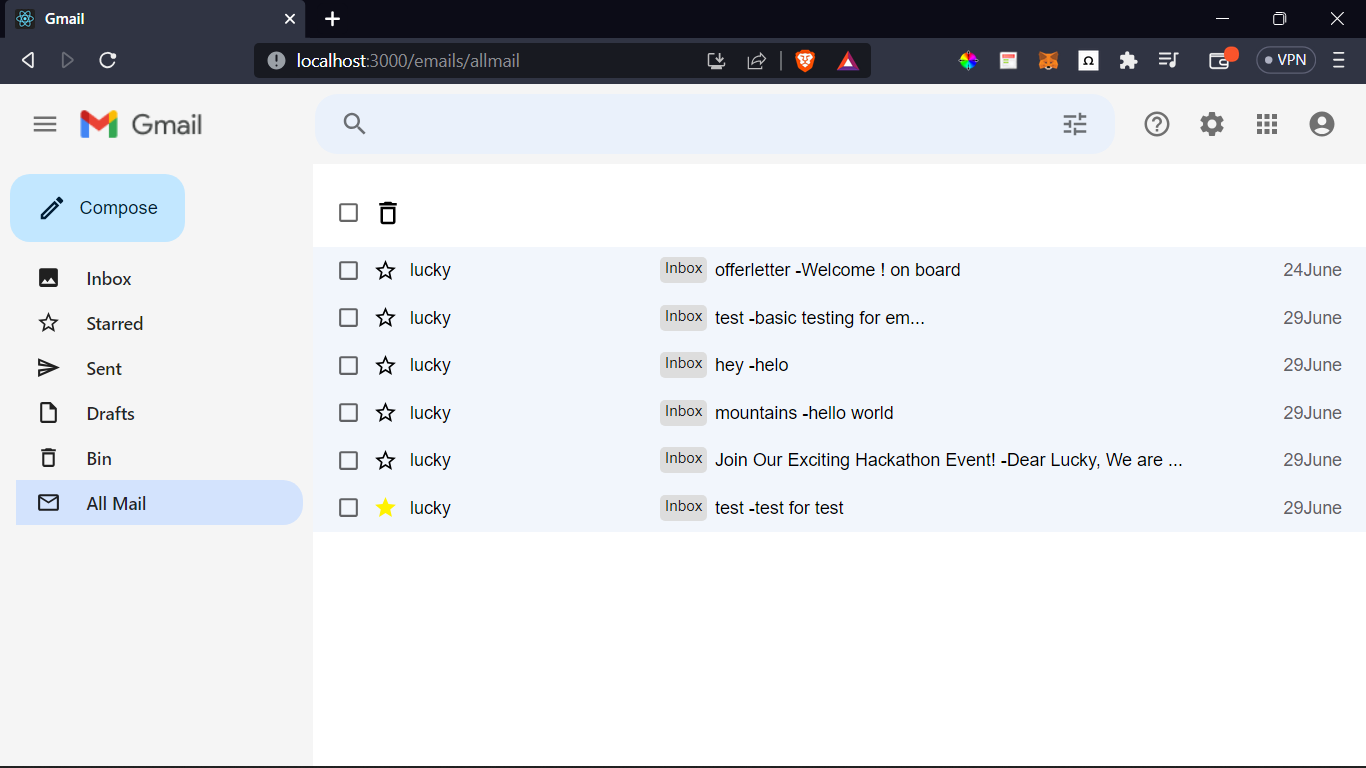 Gmail
localhost:3000/emails/allmail
VPN
Gmail
Compose
Inbox
Starred
Sent
Drafts
Bin
All Mail
lucky Inbox offerletter -Welcome ! on board 24June
lucky Inbox test -basic testing for em... 29June
lucky Inbox hey -helo 29June
lucky Inbox mountains -hello world 29June
lucky Inbox Join Our Exciting Hackathon Event! -Dear Lucky, We are ... 29June
lucky Inbox test -test for test 29June